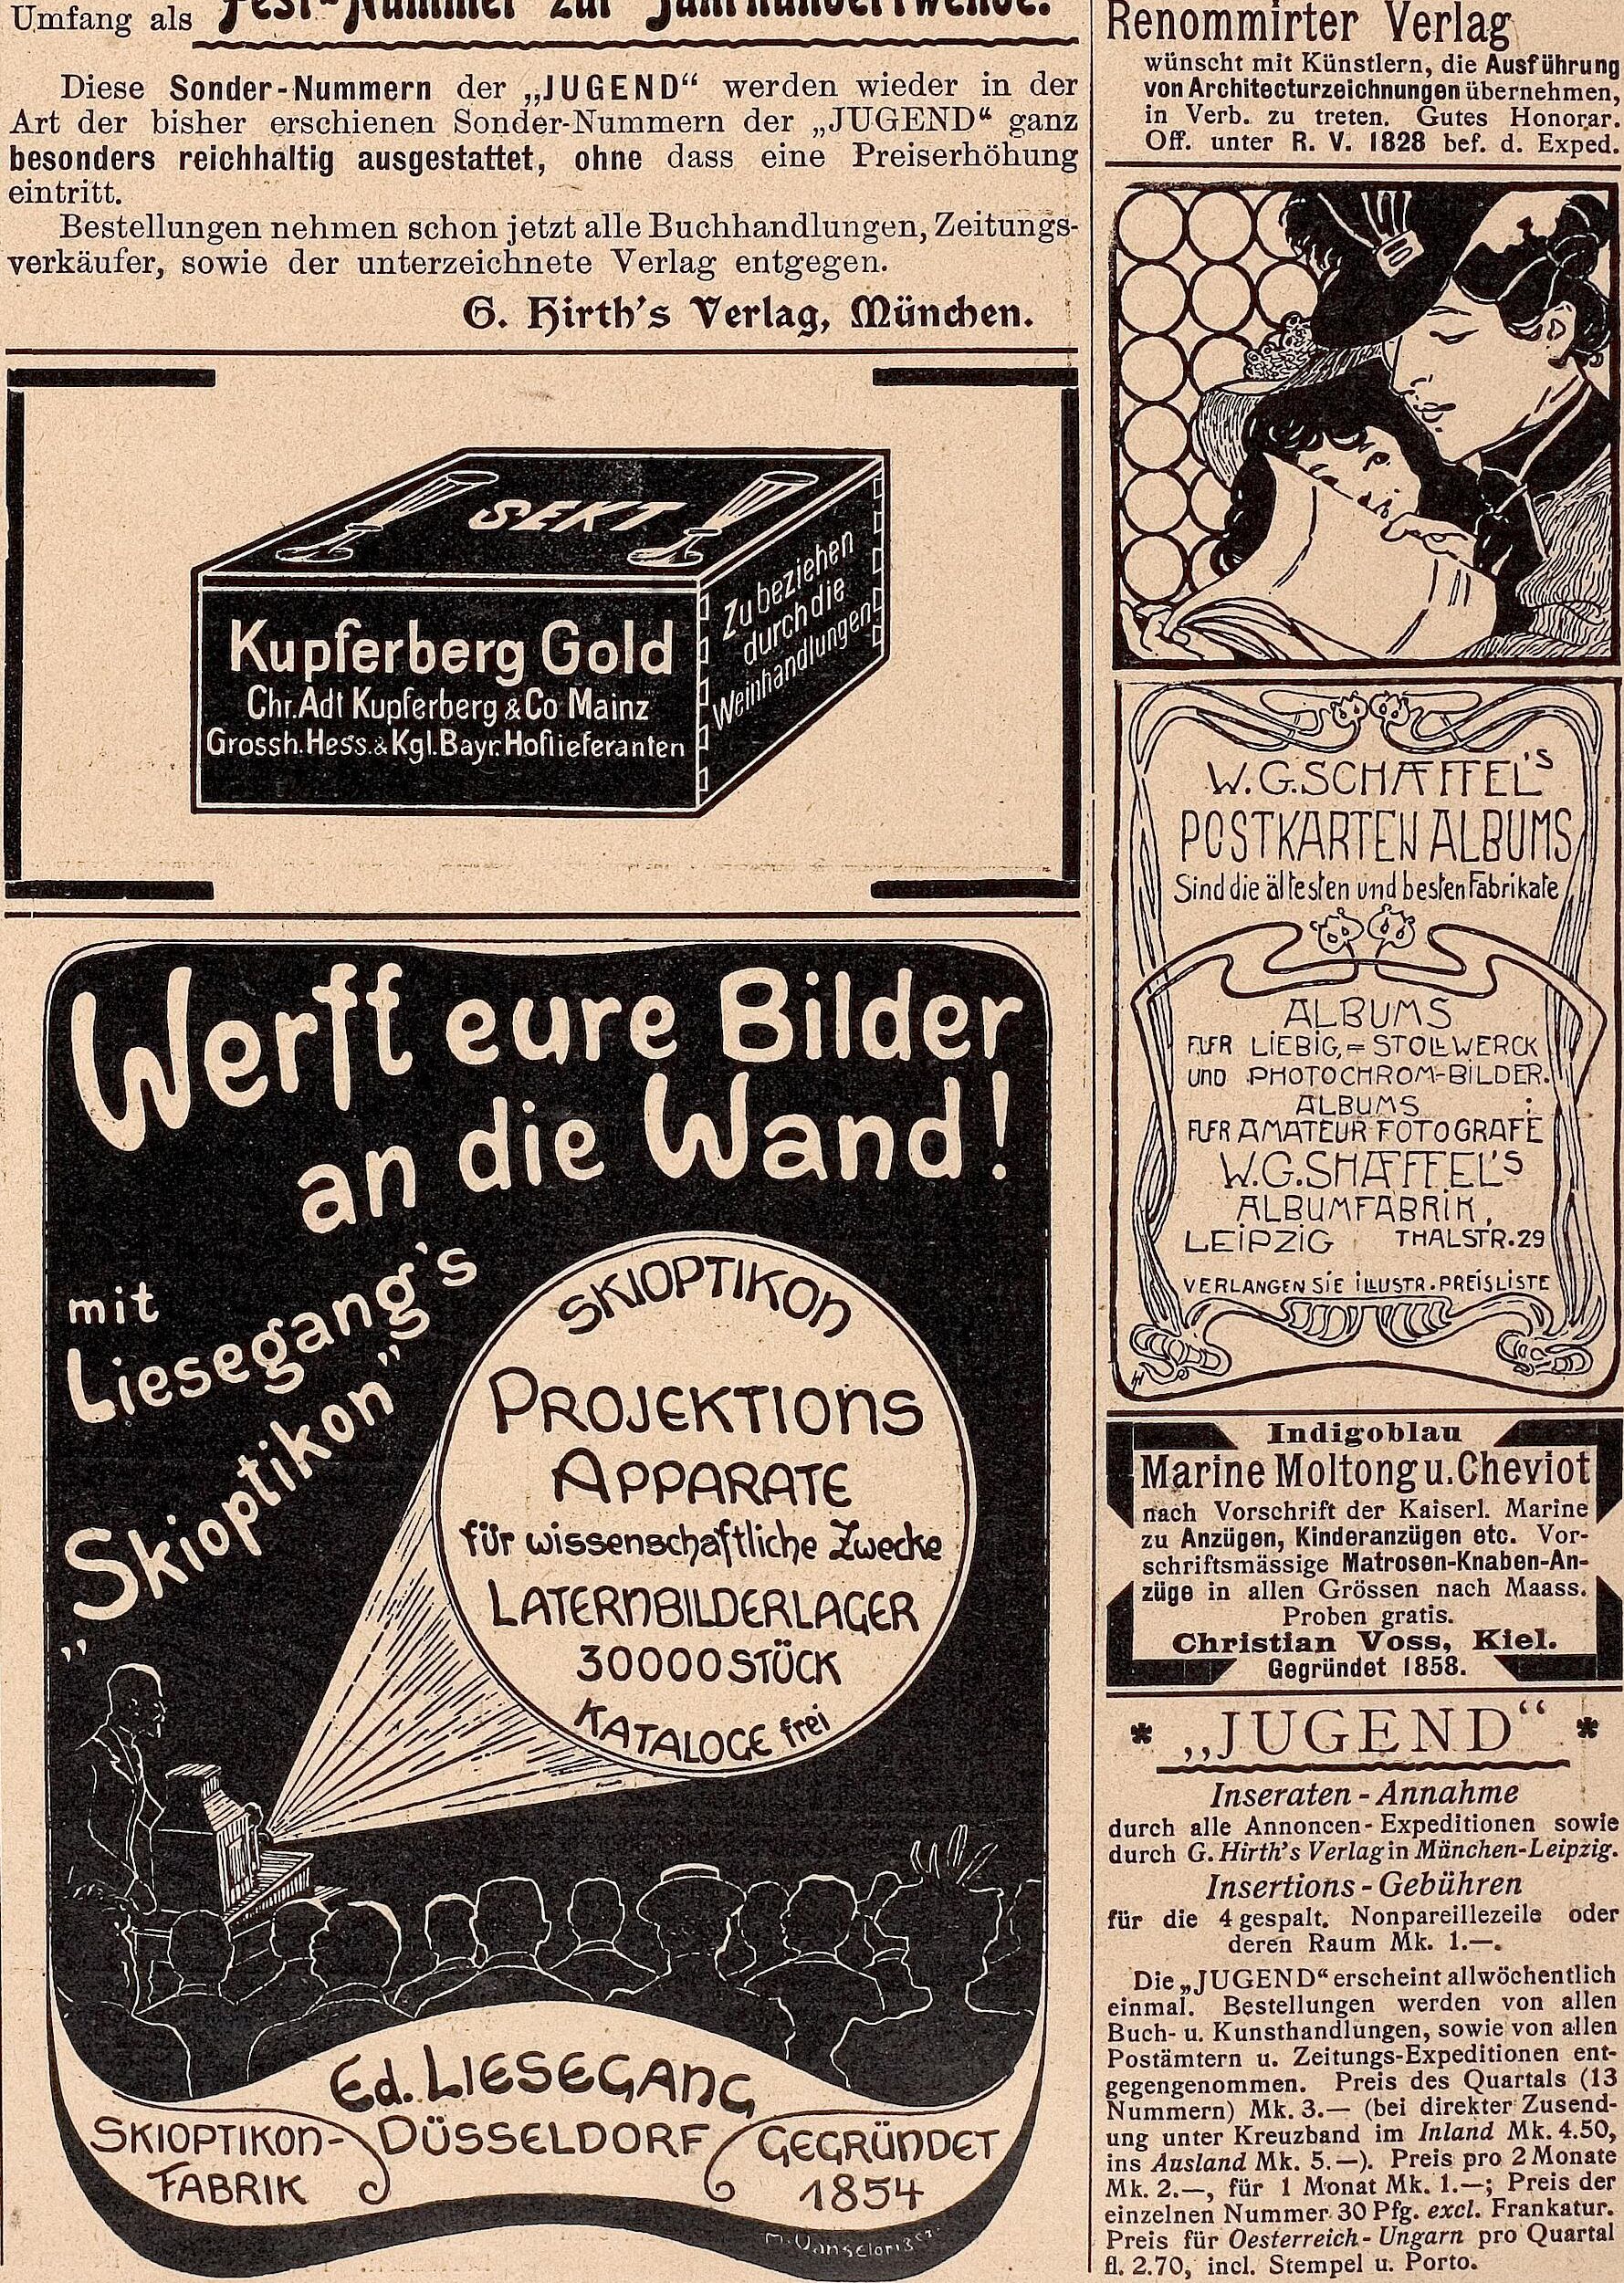 Umfang als Fest-Nummer zur Jahrhundertwende.
Diese Sonder-Nummern der „JUGEND“ werden wieder in der
Art der bisher erschienen Sonder-Nummern der „JUGEND“ ganz
besonders reichhaltig ausgestattet, ohne dass eine Preiserhöhung
eintritt.
Bestellungen nehmen schon jetzt alle Buchhandlungen, Zeitungs-
verkäufer, sowie der unterzeichnete Verlag entgegen.
G. Hirth's Verlag, München.
SEKT
Kupferberg Gold
Chr. Adt Kupferberg & Co Mainz
Grossh. Hess. & Kgl. Bayr. Hoflieferanten
Zu beziehen
durch die
Weinhandlungen
Werft eure Bilder
an die Wand!
mit
Liesegang's
„Skioptikon“
SKIOPTIKON
PROJEKTIONS
APPARATE
für wissenschaftliche Zwecke
LATERNBILDERLAGER
30000 STÜCK
KATALOGE frei
Ed. LIESEGANG
SKIOPTIKON-
FABRIK
DÜSSELDORF
GEGRÜNDET
1854
Renommirter Verlag
wünscht mit Künstlern, die Ausführung
von Architecturzeichnungen übernehmen,
in Verb. zu treten. Gutes Honorar.
Off. unter R. V. 1828 bef. d. Exped.
W.G.SCHÆFFEL'S
POSTKARTEN ALBUMS
Sind die ältesten und besten Fabrikate
ALBUMS
FUER LIEBIG,= STOLLWERCK
UND PHOTOCHROM-BILDER.
ALBUMS
FUER AMATEUR FOTOGRAFE
W.G.SHÆFFEL'S
ALBUMFABRIK,
LEIPZIG THALSTR.29
VERLANGEN SIE ILLUSTR. PREISLISTE
Indigoblau
Marine Moltong u. Cheviot
nach Vorschrift der Kaiserl. Marine
zu Anzügen, Kinderanzügen etc. Vor-
schriftsmässige Matrosen-Knaben-An-
züge in allen Grössen nach Maass.
Proben gratis.
Christian Voss, Kiel.
Gegründet 1858.
* „JUGEND“ *
Inseraten-Annahme
durch alle Annoncen-Expeditionen sowie
durch G. Hirth's Verlag in München-Leipzig.
Insertions-Gebühren
für die 4 gespalt. Nonpareillezeile oder
deren Raum Mk. 1.—.
Die „JUGEND“ erscheint allwöchentlich
einmal. Bestellungen werden von allen
Buch- u. Kunsthandlungen, sowie von allen
Postämtern u. Zeitungs-Expeditionen ent-
gegengenommen. Preis des Quartals (13
Nummern) Mk. 3.— (bei direkter Zusend-
ung unter Kreuzband im Inland Mk. 4.50,
ins Ausland Mk. 5.—). Preis pro 2 Monate
Mk. 2.—, für 1 Monat Mk. 1.—; Preis der
einzelnen Nummer 30 Pfg. excl. Frankatur.
Preis für Oesterreich-Ungarn pro Quartal
fl. 2.70, incl. Stempel u. Porto.